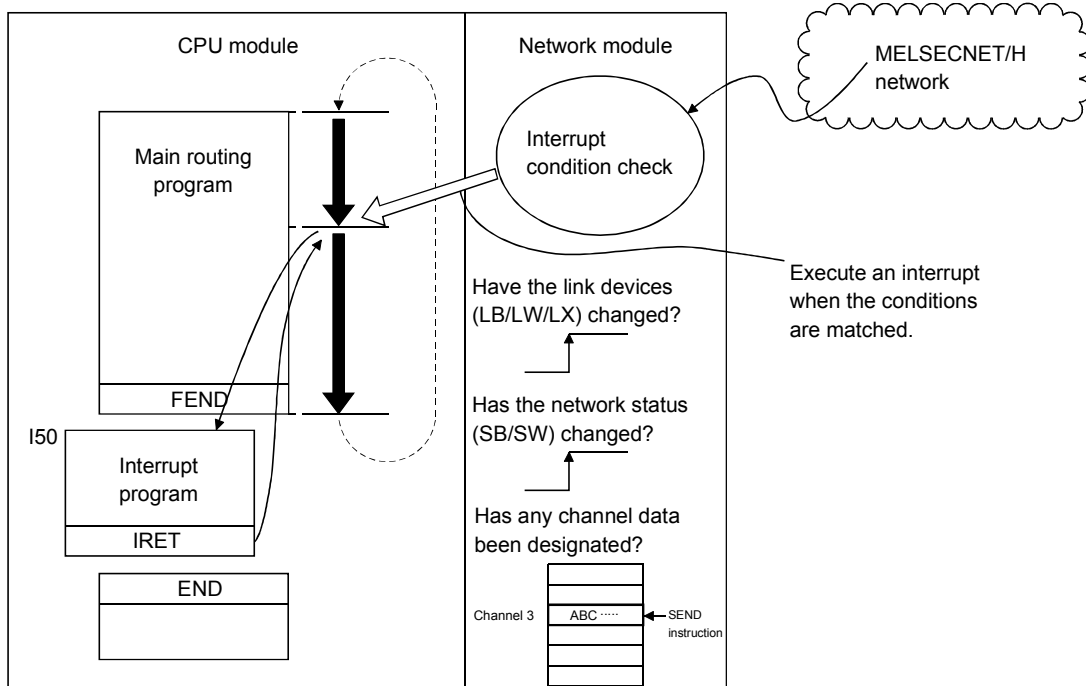 CPU module
Main routing
program
FEND
I50
Interrupt
program
IRET
END
Network module
Interrupt
condition check
Have the link devices
(LB/LW/LX) changed?
Has the network status
(SB/SW) changed?
Has any channel data
been designated?
Channel 3
ABC ·····
SEND
instruction
MELSECNET/H
network
Execute an interrupt
when the conditions
are matched.